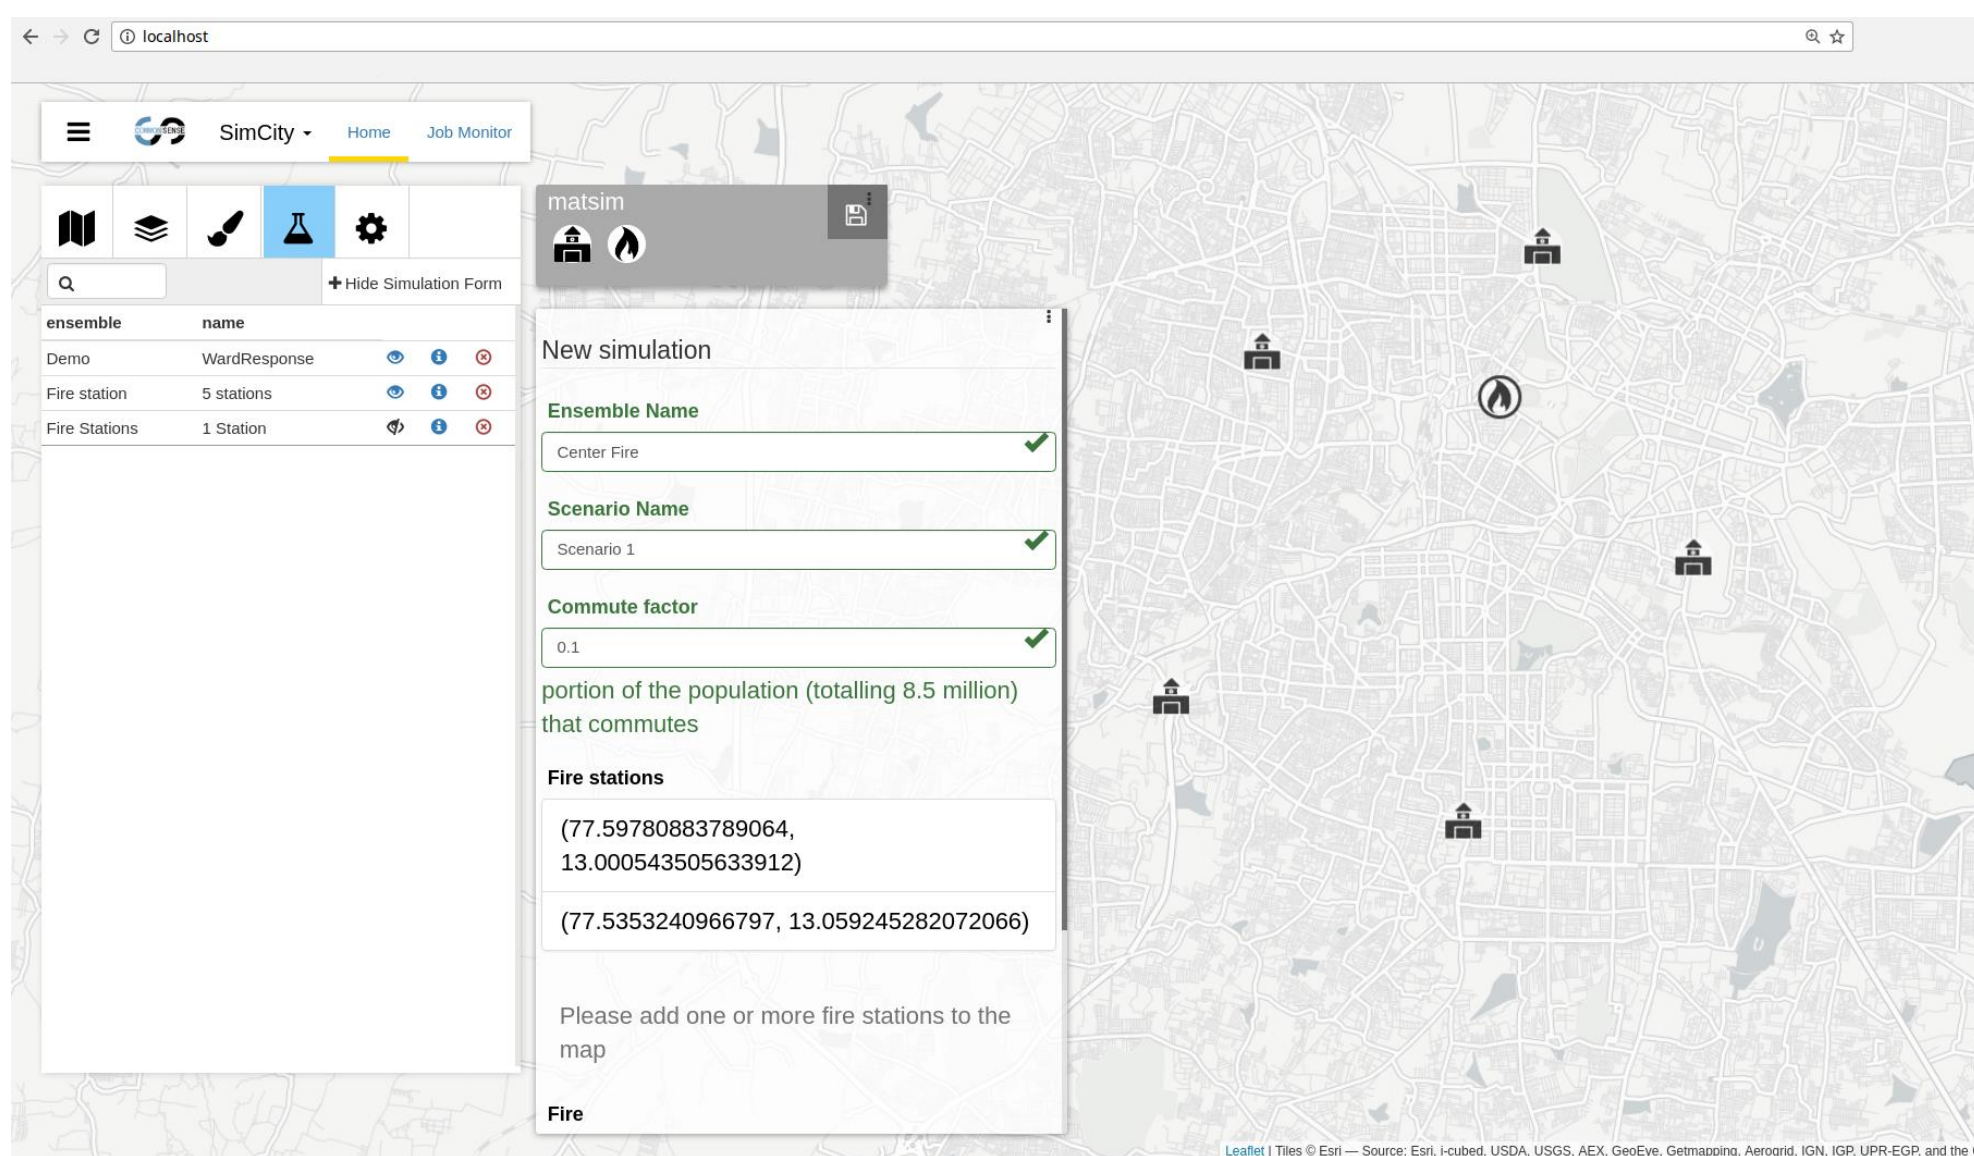 localhost
COMMON SENSE
SimCity
Home
Job Monitor
Hide Simulation Form
ensemble name
Demo WardResponse
Fire station 5 stations
Fire Stations 1 Station
matsim
New simulation
Ensemble Name
Center Fire
Scenario Name
Scenario 1
Commute factor
0.1
portion of the population (totalling 8.5 million)
that commutes
Fire stations
(77.59780883789064,
13.000543505633912)
(77.5353240966797, 13.059245282072066)
Please add one or more fire stations to the
map
Fire
Leaflet | Tiles © Esri — Source: Esri, i-cubed, USDA, USGS, AEX, GeoEye, Getmapping, Aerogrid, IGN, IGP, UPR-EGP, and the